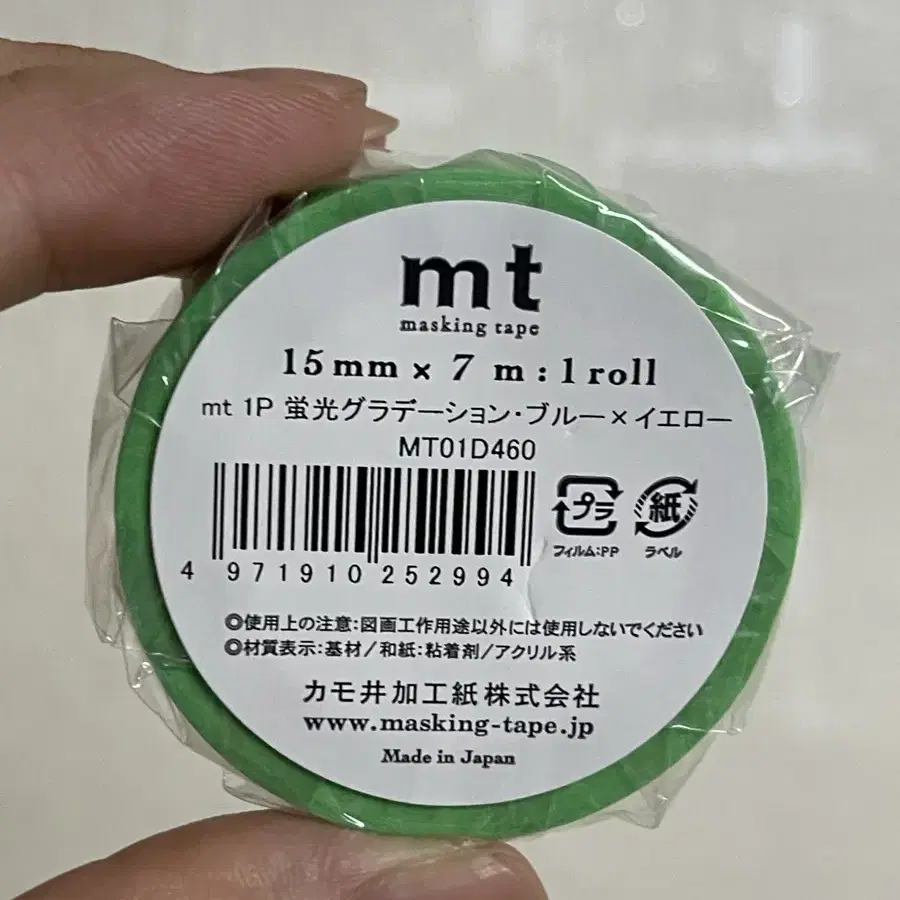 mt
masking tape
15mm × 7 m : 1 roll
mt 1P 蛍光グラデーション・ブルー×イエロー
MT01D460
プラ
紙
フィルム:PP
ラベル
4 971910 252994
◎使用上の注意:図画工作用途以外には使用しないでください
◎材質表示:基材/和紙:粘着剤/アクリル系
カモ井加工紙株式会社
www.masking-tape.jp
Made in Japan